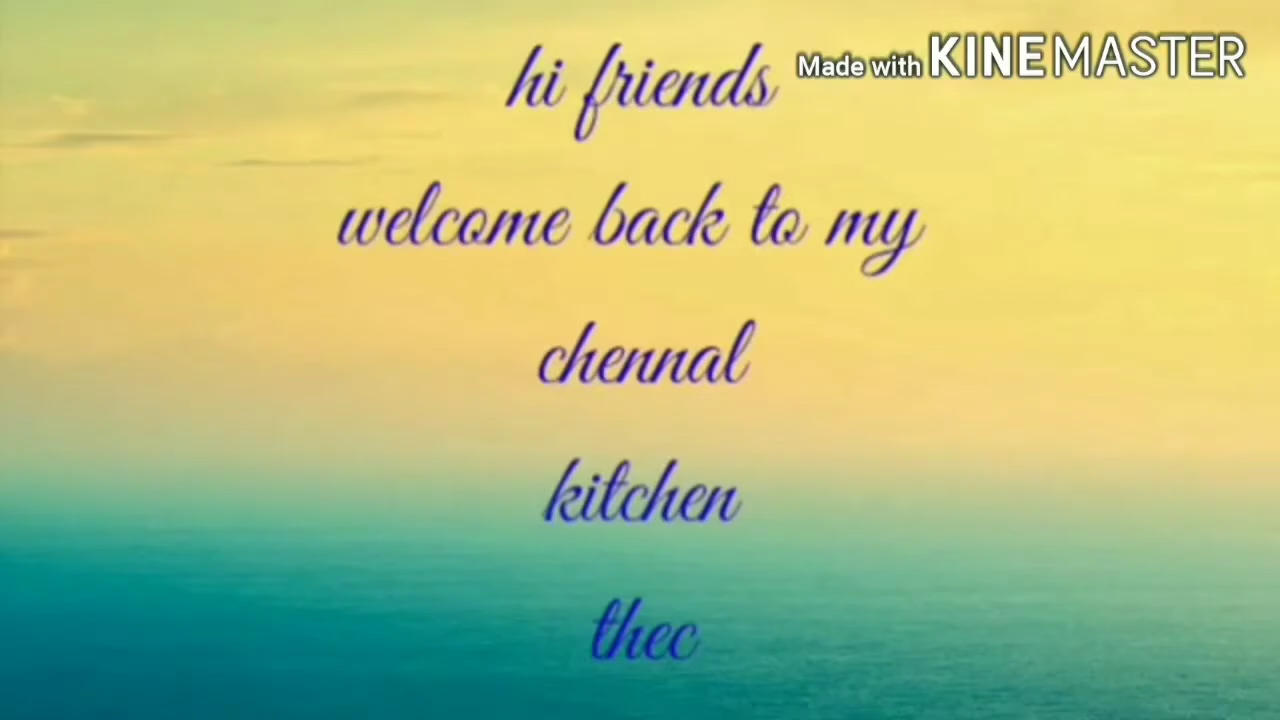 hi friends
Made with KINEMASTER
welcome back to my
chennal
kitchen
thec